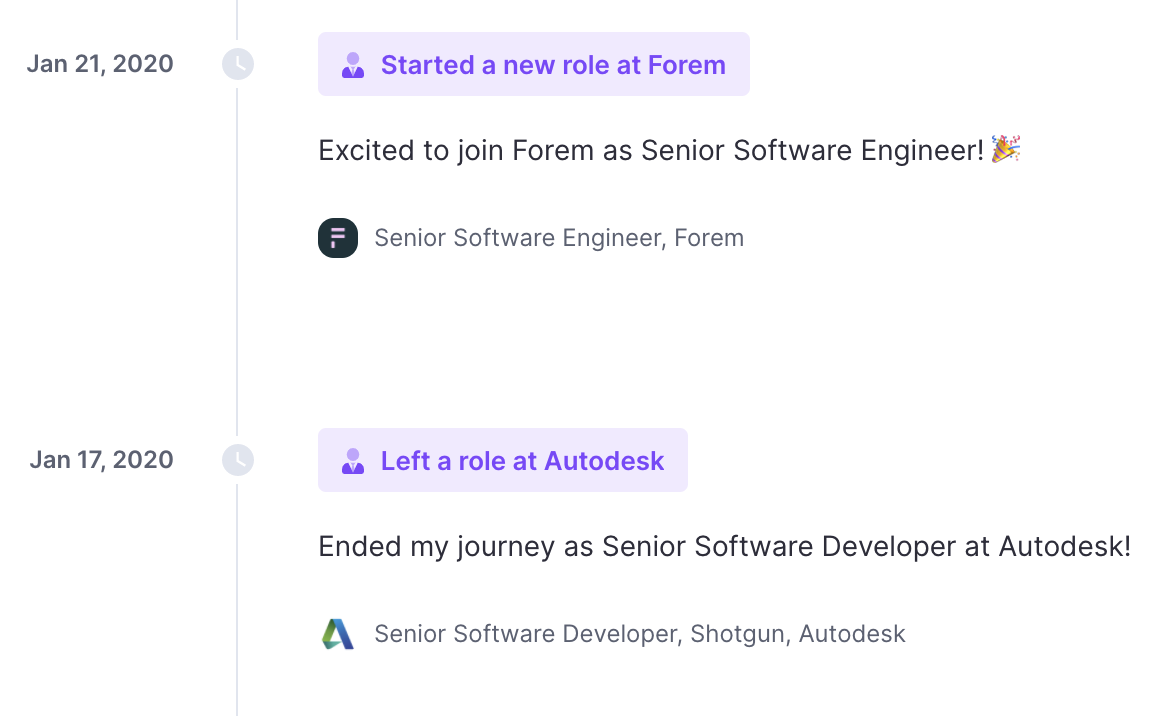 Jan 21, 2020
Started a new role at Forem
Excited to join Forem as Senior Software Engineer! 🎉
F
Senior Software Engineer, Forem
Jan 17, 2020
Left a role at Autodesk
Ended my journey as Senior Software Developer at Autodesk!
Senior Software Developer, Shotgun, Autodesk